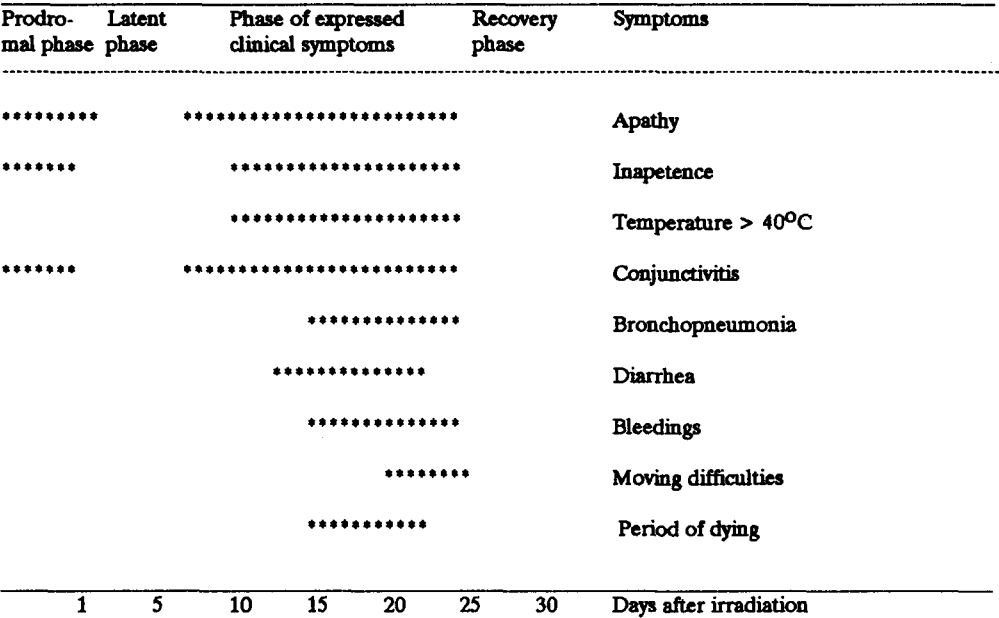 Prodro- Latent Phase of expressed Recovery Symptoms
mal phase phase clinical symptoms phase
************************************************ Apathy
******* ********************* Inapetence
********************* Temperature > 40°C
******* ************************* Conjunctivitis
************** Bronchopneumonia
************** Diarrhea
************** Bleedings
******** Moving difficulties
*********** Period of dying
1 5 10 15 20 25 30 Days after irradiation